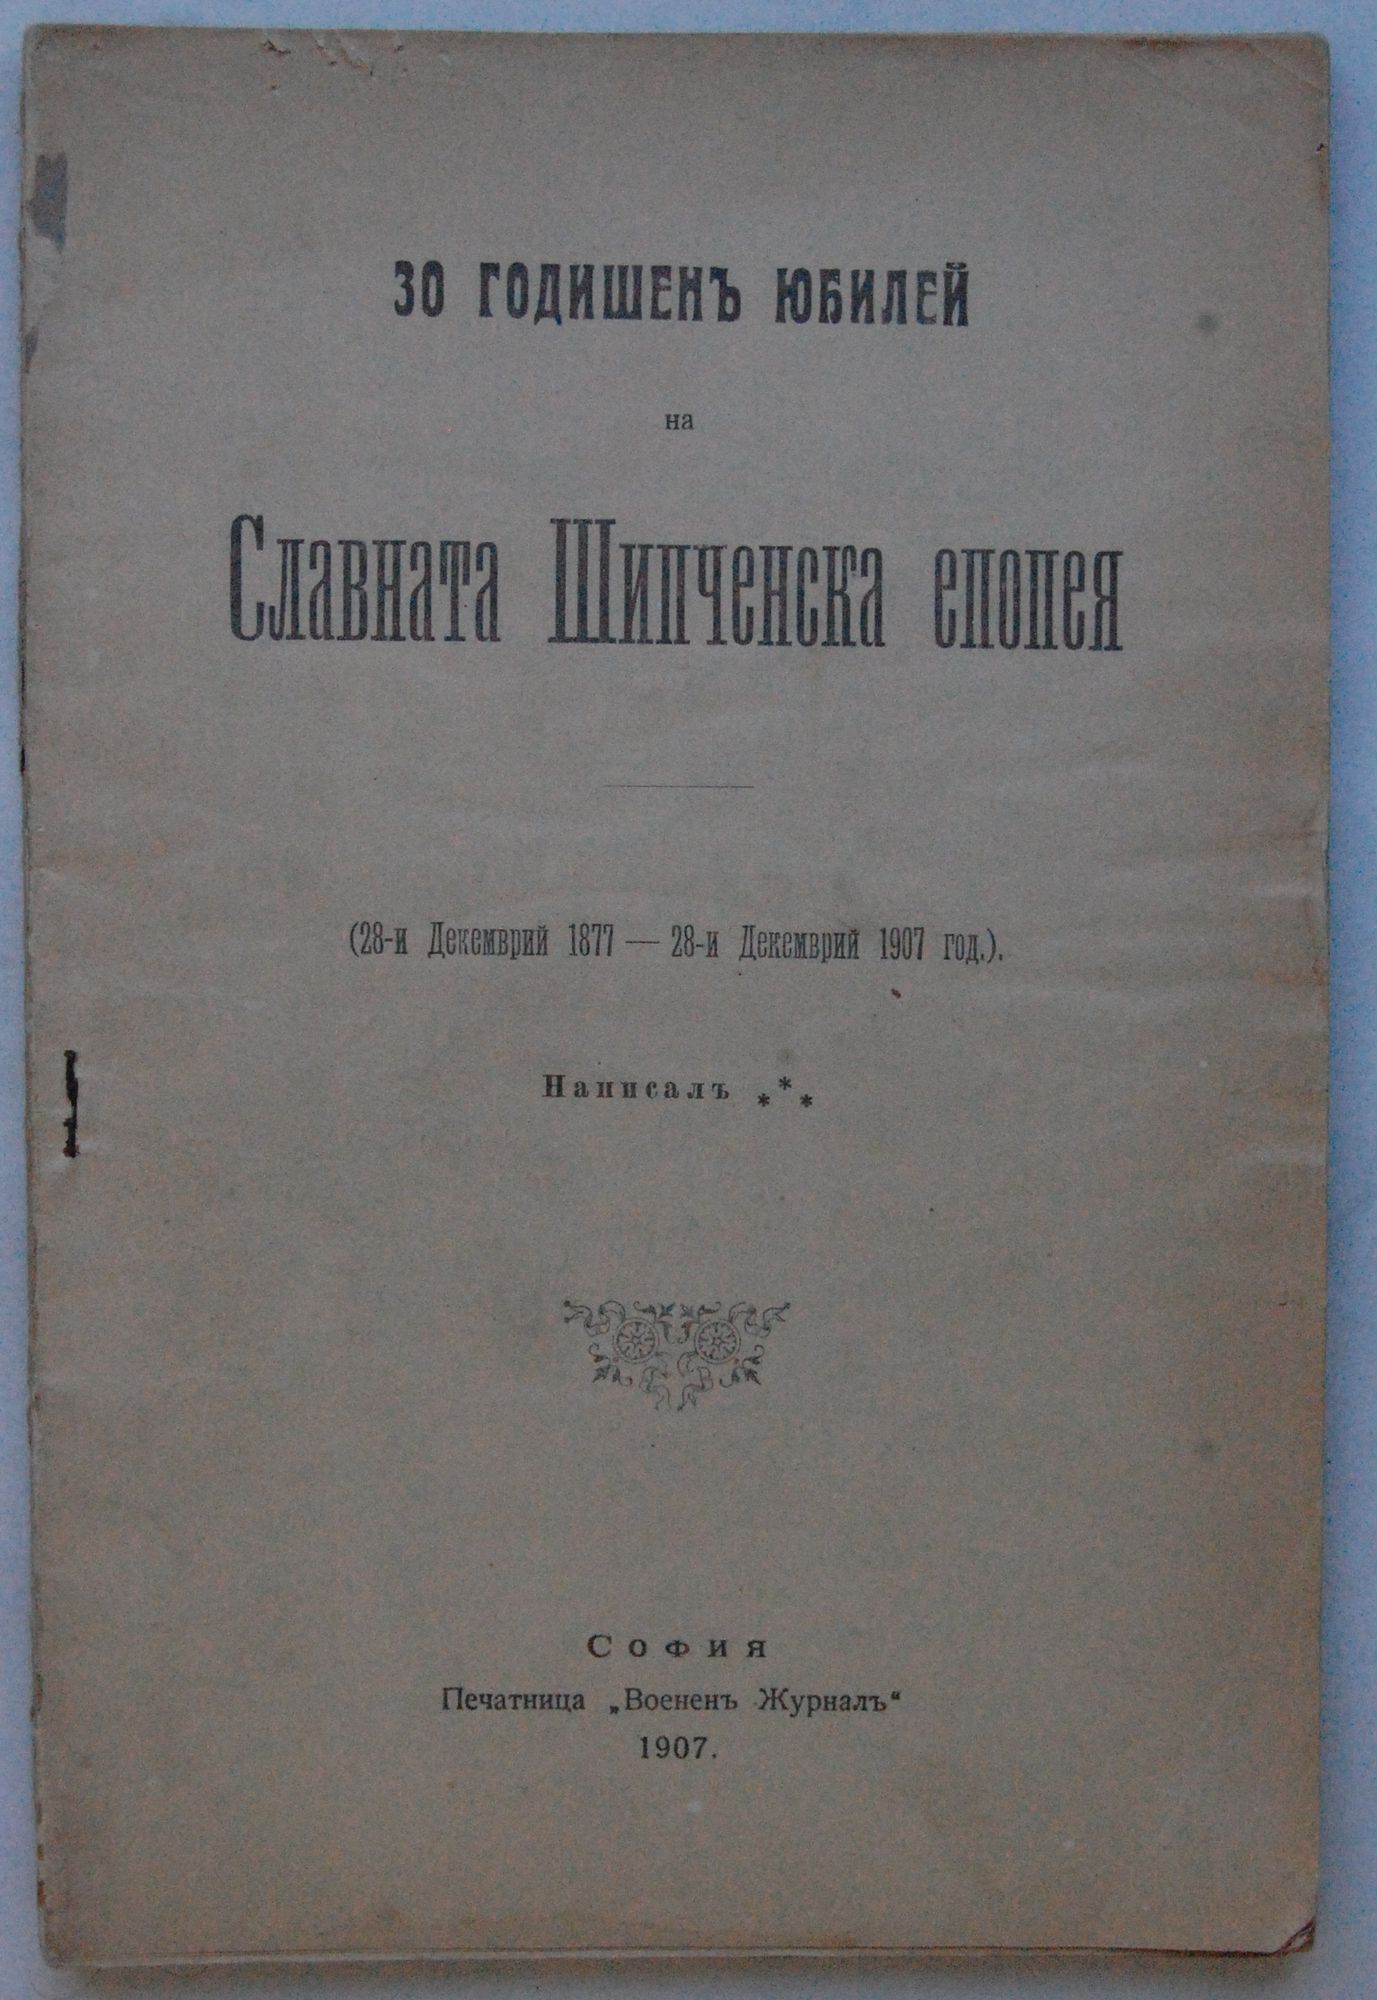 30 ГОДИШЕНЪ ЮБИЛЕЙ
на
Славната Шипченска епопея
(28-и Декемврий 1877 — 28-и Декемврий 1907 год.).
Написалъ ***
София
Печатница „Воененъ Журналъ“
1907.